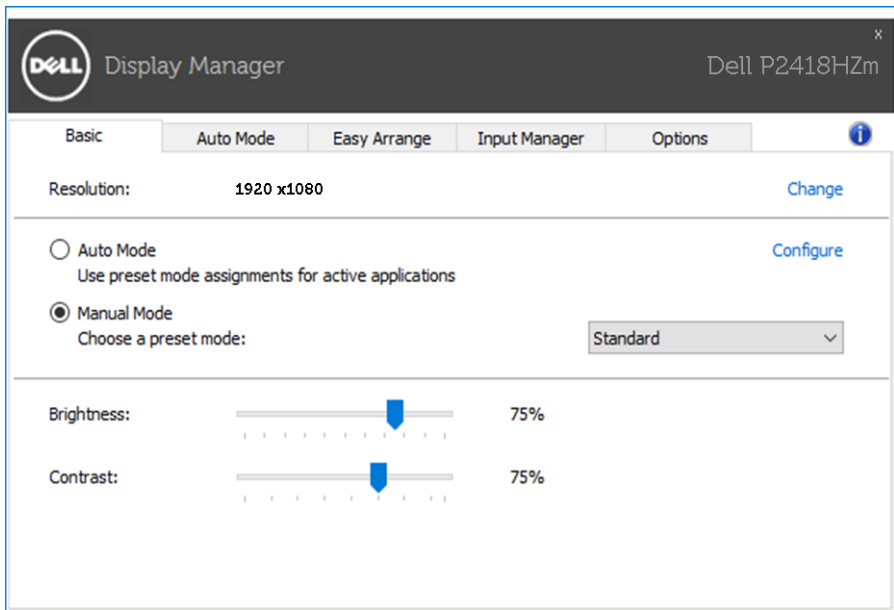 DELL Display Manager
x
Dell P2418HZm
Basic Auto Mode Easy Arrange Input Manager Options i
Resolution: 1920 x1080 Change
Auto Mode Configure
Use preset mode assignments for active applications
Manual Mode
Choose a preset mode: Standard
Brightness: 75%
Contrast: 75%